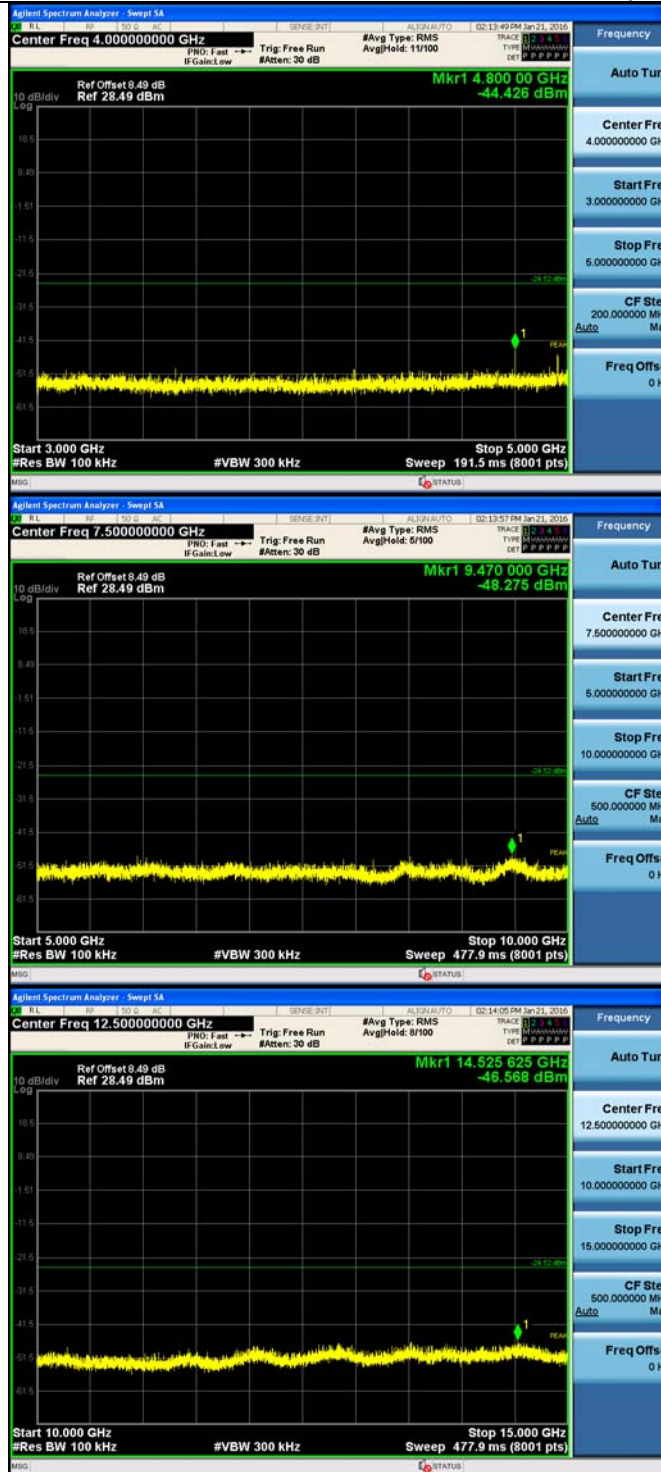 Agilent Spectrum Analyzer - Swept SA
RL RF 50 Ω AC SENSE:INT ALIGNAUTO 02:13:49 PM Jan 21, 2016
Center Freq 4.000000000 GHz
PNO: Fast
IFGain:Low
Trig: Free Run
#Atten: 30 dB
#Avg Type: RMS
Avg|Hold: 11/100
TRACE 1 2 3 4 5 6
TYPE M
DET P P P P P P
Frequency
Auto Tun
Mkr1 4.800 00 GHz
-44.426 dBm
Ref Offset 8.49 dB
10 dB/div Ref 28.49 dBm
Log
18.5
8.49
-1.51
-11.5
-21.5
-31.5
-41.5
-51.5
-61.5
-24.52 dBm
1
PEAK
Center Fre
4.000000000 GH
Start Fre
3.000000000 GH
Stop Fre
5.000000000 GH
CF Ste
200.000000 MH
Auto Ma
Freq Offs
0 H
Start 3.000 GHz Stop 5.000 GHz
#Res BW 100 kHz #VBW 300 kHz Sweep 191.5 ms (8001 pts)
MSG STATUS
Agilent Spectrum Analyzer - Swept SA
RL RF 50 Ω AC SENSE:INT ALIGNAUTO 02:13:57 PM Jan 21, 2016
Center Freq 7.500000000 GHz
PNO: Fast
IFGain:Low
Trig: Free Run
#Atten: 30 dB
#Avg Type: RMS
Avg|Hold: 5/100
TRACE 1 2 3 4 5 6
TYPE M
DET P P P P P P
Frequency
Auto Tun
Mkr1 9.470 000 GHz
-48.275 dBm
Ref Offset 8.49 dB
10 dB/div Ref 28.49 dBm
Log
18.5
8.49
-1.51
-11.5
-21.5
-31.5
-41.5
-51.5
-61.5
-24.52 dBm
1
PEAK
Center Fre
7.500000000 GH
Start Fre
5.000000000 GH
Stop Fre
10.000000000 GH
CF Ste
500.000000 MH
Auto Ma
Freq Offs
0 H
Start 5.000 GHz Stop 10.000 GHz
#Res BW 100 kHz #VBW 300 kHz Sweep 477.9 ms (8001 pts)
MSG STATUS
Agilent Spectrum Analyzer - Swept SA
RL RF 50 Ω AC SENSE:INT ALIGNAUTO 02:14:05 PM Jan 21, 2016
Center Freq 12.500000000 GHz
PNO: Fast
IFGain:Low
Trig: Free Run
#Atten: 30 dB
#Avg Type: RMS
Avg|Hold: 8/100
TRACE 1 2 3 4 5 6
TYPE M
DET P P P P P P
Frequency
Auto Tun
Mkr1 14.525 625 GHz
-46.568 dBm
Ref Offset 8.49 dB
10 dB/div Ref 28.49 dBm
Log
18.5
8.49
-1.51
-11.5
-21.5
-31.5
-41.5
-51.5
-61.5
-24.52 dBm
1
PEAK
Center Fre
12.500000000 GH
Start Fre
10.000000000 GH
Stop Fre
15.000000000 GH
CF Ste
500.000000 MH
Auto Ma
Freq Offs
0 H
Start 10.000 GHz Stop 15.000 GHz
#Res BW 100 kHz #VBW 300 kHz Sweep 477.9 ms (8001 pts)
MSG STATUS